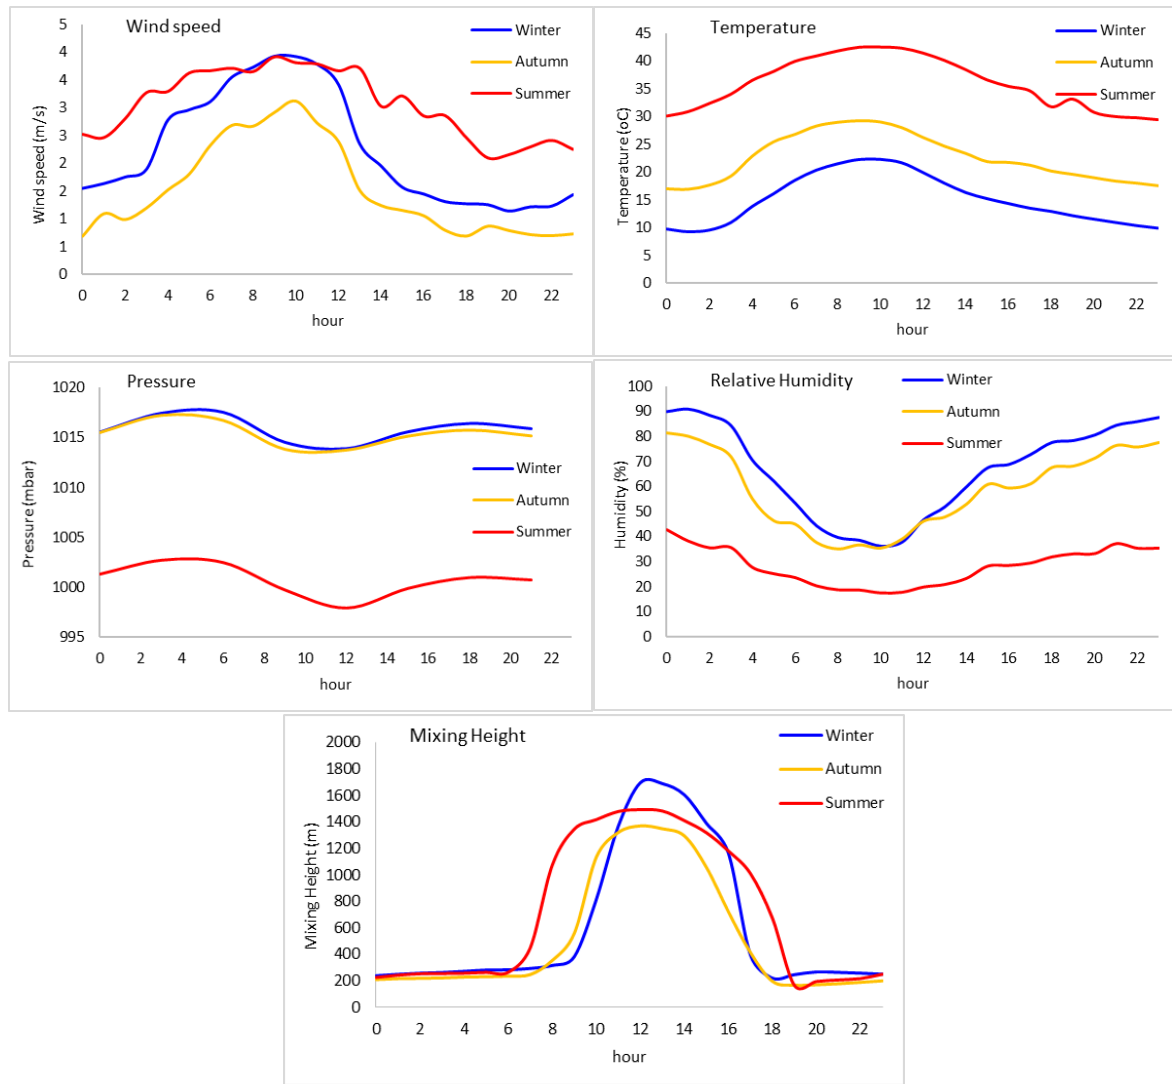 Wind speed
5
4
4
3
3
2
2
1
1
0
Wind speed (m/s)
0 2 4 6 8 10 12 14 16 18 20 22
hour
Winter
Autumn
Summer
Temperature
45
40
35
30
25
20
15
10
5
0
Temperature (oC)
0 2 4 6 8 10 12 14 16 18 20 22
hour
Winter
Autumn
Summer
Pressure
1020
1015
1010
1005
1000
995
Pressure (mbar)
0 2 4 6 8 10 12 14 16 18 20 22
hour
Winter
Autumn
Summer
Relative Humidity
100
90
80
70
60
50
40
30
20
10
0
Humidity (%)
0 2 4 6 8 10 12 14 16 18 20 22
hour
Winter
Autumn
Summer
Mixing Height
2000
1800
1600
1400
1200
1000
800
600
400
200
0
Mixing Height (m)
0 2 4 6 8 10 12 14 16 18 20 22
hour
Winter
Autumn
Summer